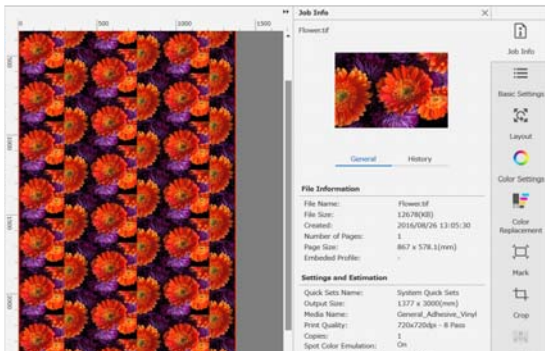 Job Info
0 500 1000 1500
Flower.tif
Job Info
Basic Settings
General History
Layout
File Information
Color Settings
File Name: Flower.tif
File Size: 12678(KB)
Created: 2016/08/26 13:05:30
Number of Pages: 1
Color Replacement
Page Size: 867 x 578.1(mm)
Embeded Profile: -
Settings and Estimation
Mark
Quick Sets Name: System Quick Sets
Output Size: 1377 x 3000(mm)
Media Name: General_Adhesive_Vinyl
Crop
Print Quality: 720x720dpi - 8 Pass
Copies: 1
Spot Color Emulation: On